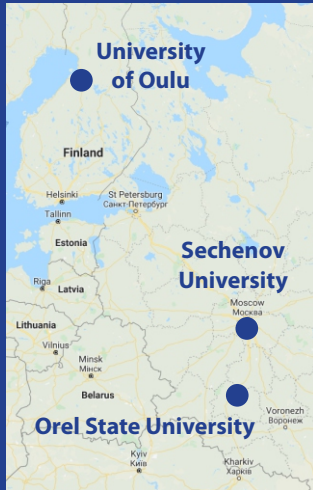 University
of Oulu
Finland
Helsinki
St Petersburg
Санкт-Петербург
Tallinn
Estonia
Sechenov
University
Riga
Latvia
Moscow
Москва
Lithuania
Vilnius
Minsk
Мінск
Belarus
Voronezh
Воронеж
Orel State University
Kyiv
Київ
Kharkiv
Харків